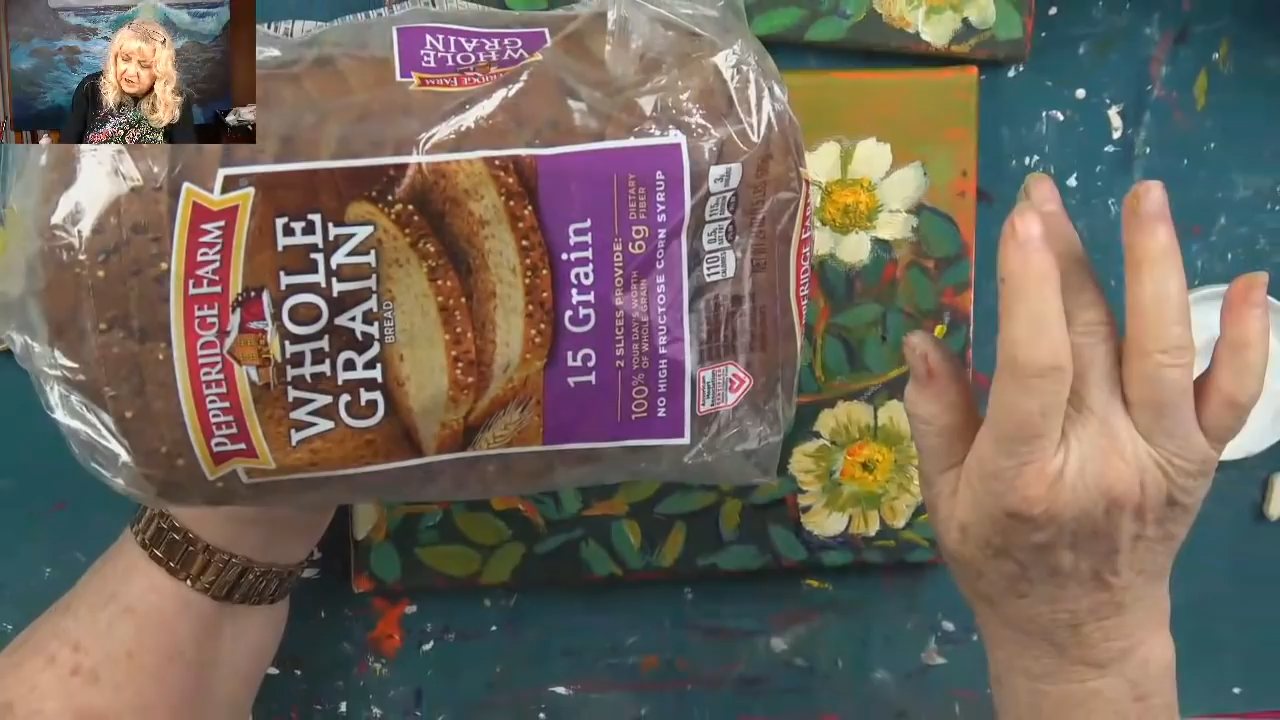 WHOLE
GRAIN
PEPPERIDGE FARM
WHOLE
GRAIN
BREAD
15 Grain
2 SLICES PROVIDE:
100% YOUR DAY'S WORTH OF WHOLE GRAIN
6g DIETARY FIBER
NO HIGH FRUCTOSE CORN SYRUP
110
0.5g
PEPPERIDGE FARM